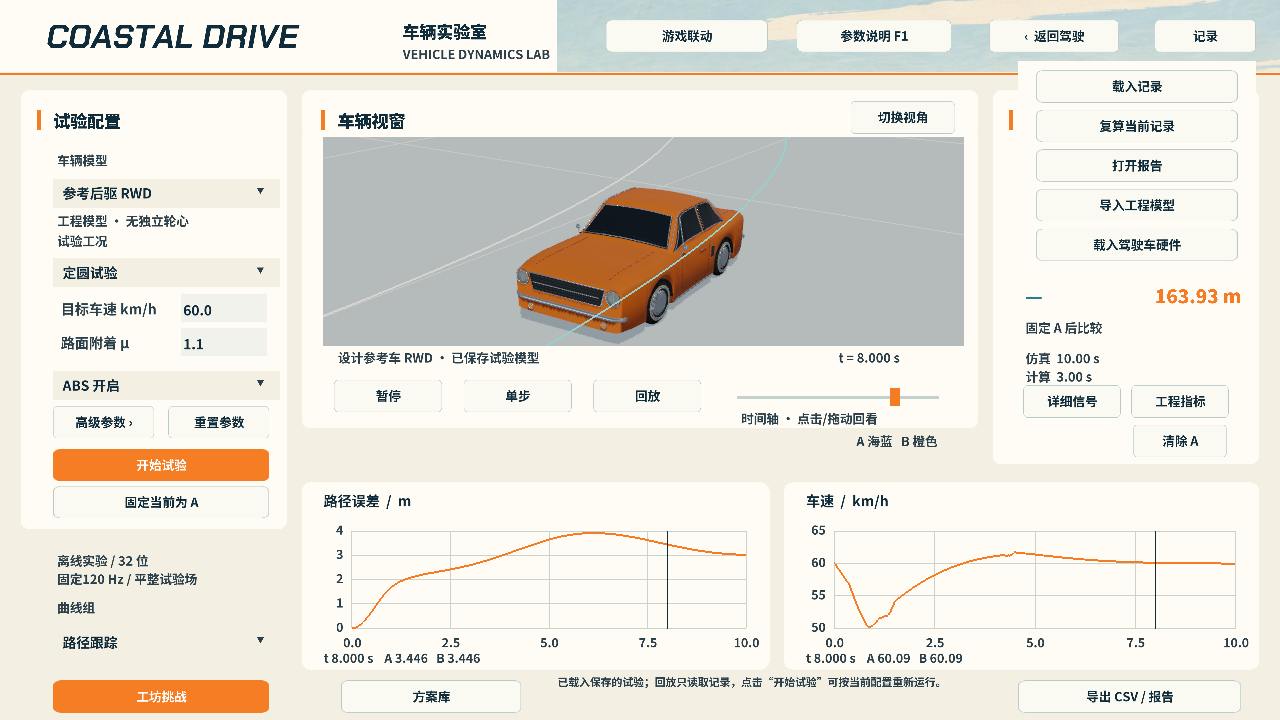 COASTAL DRIVE
车辆实验室
VEHICLE DYNAMICS LAB
游戏联动
参数说明 F1
‹ 返回驾驶
记录
试验配置
车辆模型
参考后驱 RWD ▼
工程模型 · 无独立轮心
试验工况
定圆试验 ▼
目标车速 km/h 60.0
路面附着 μ 1.1
ABS 开启 ▼
高级参数 › 重置参数
开始试验
固定当前为 A
离线实验 / 32 位
固定120 Hz / 平整试验场
曲线组
路径跟踪 ▼
工坊挑战
车辆视窗
切换视角
设计参考车 RWD · 已保存试验模型 t = 8.000 s
暂停 单步 回放
时间轴 · 点击/拖动回看
A 海蓝 B 橙色
载入记录
复算当前记录
打开报告
导入工程模型
载入驾驶车硬件
— 163.93 m
固定 A 后比较
仿真 10.00 s
计算 3.00 s
详细信号 工程指标
清除 A
路径误差 / m
4
3
2
1
0
0.0 2.5 5.0 7.5 10.0
t 8.000 s A 3.446 B 3.446
车速 / km/h
65
60
55
50
0.0 2.5 5.0 7.5 10.0
t 8.000 s A 60.09 B 60.09
方案库
已载入保存的试验；回放只读取记录，点击“开始试验”可按当前配置重新运行。
导出 CSV / 报告